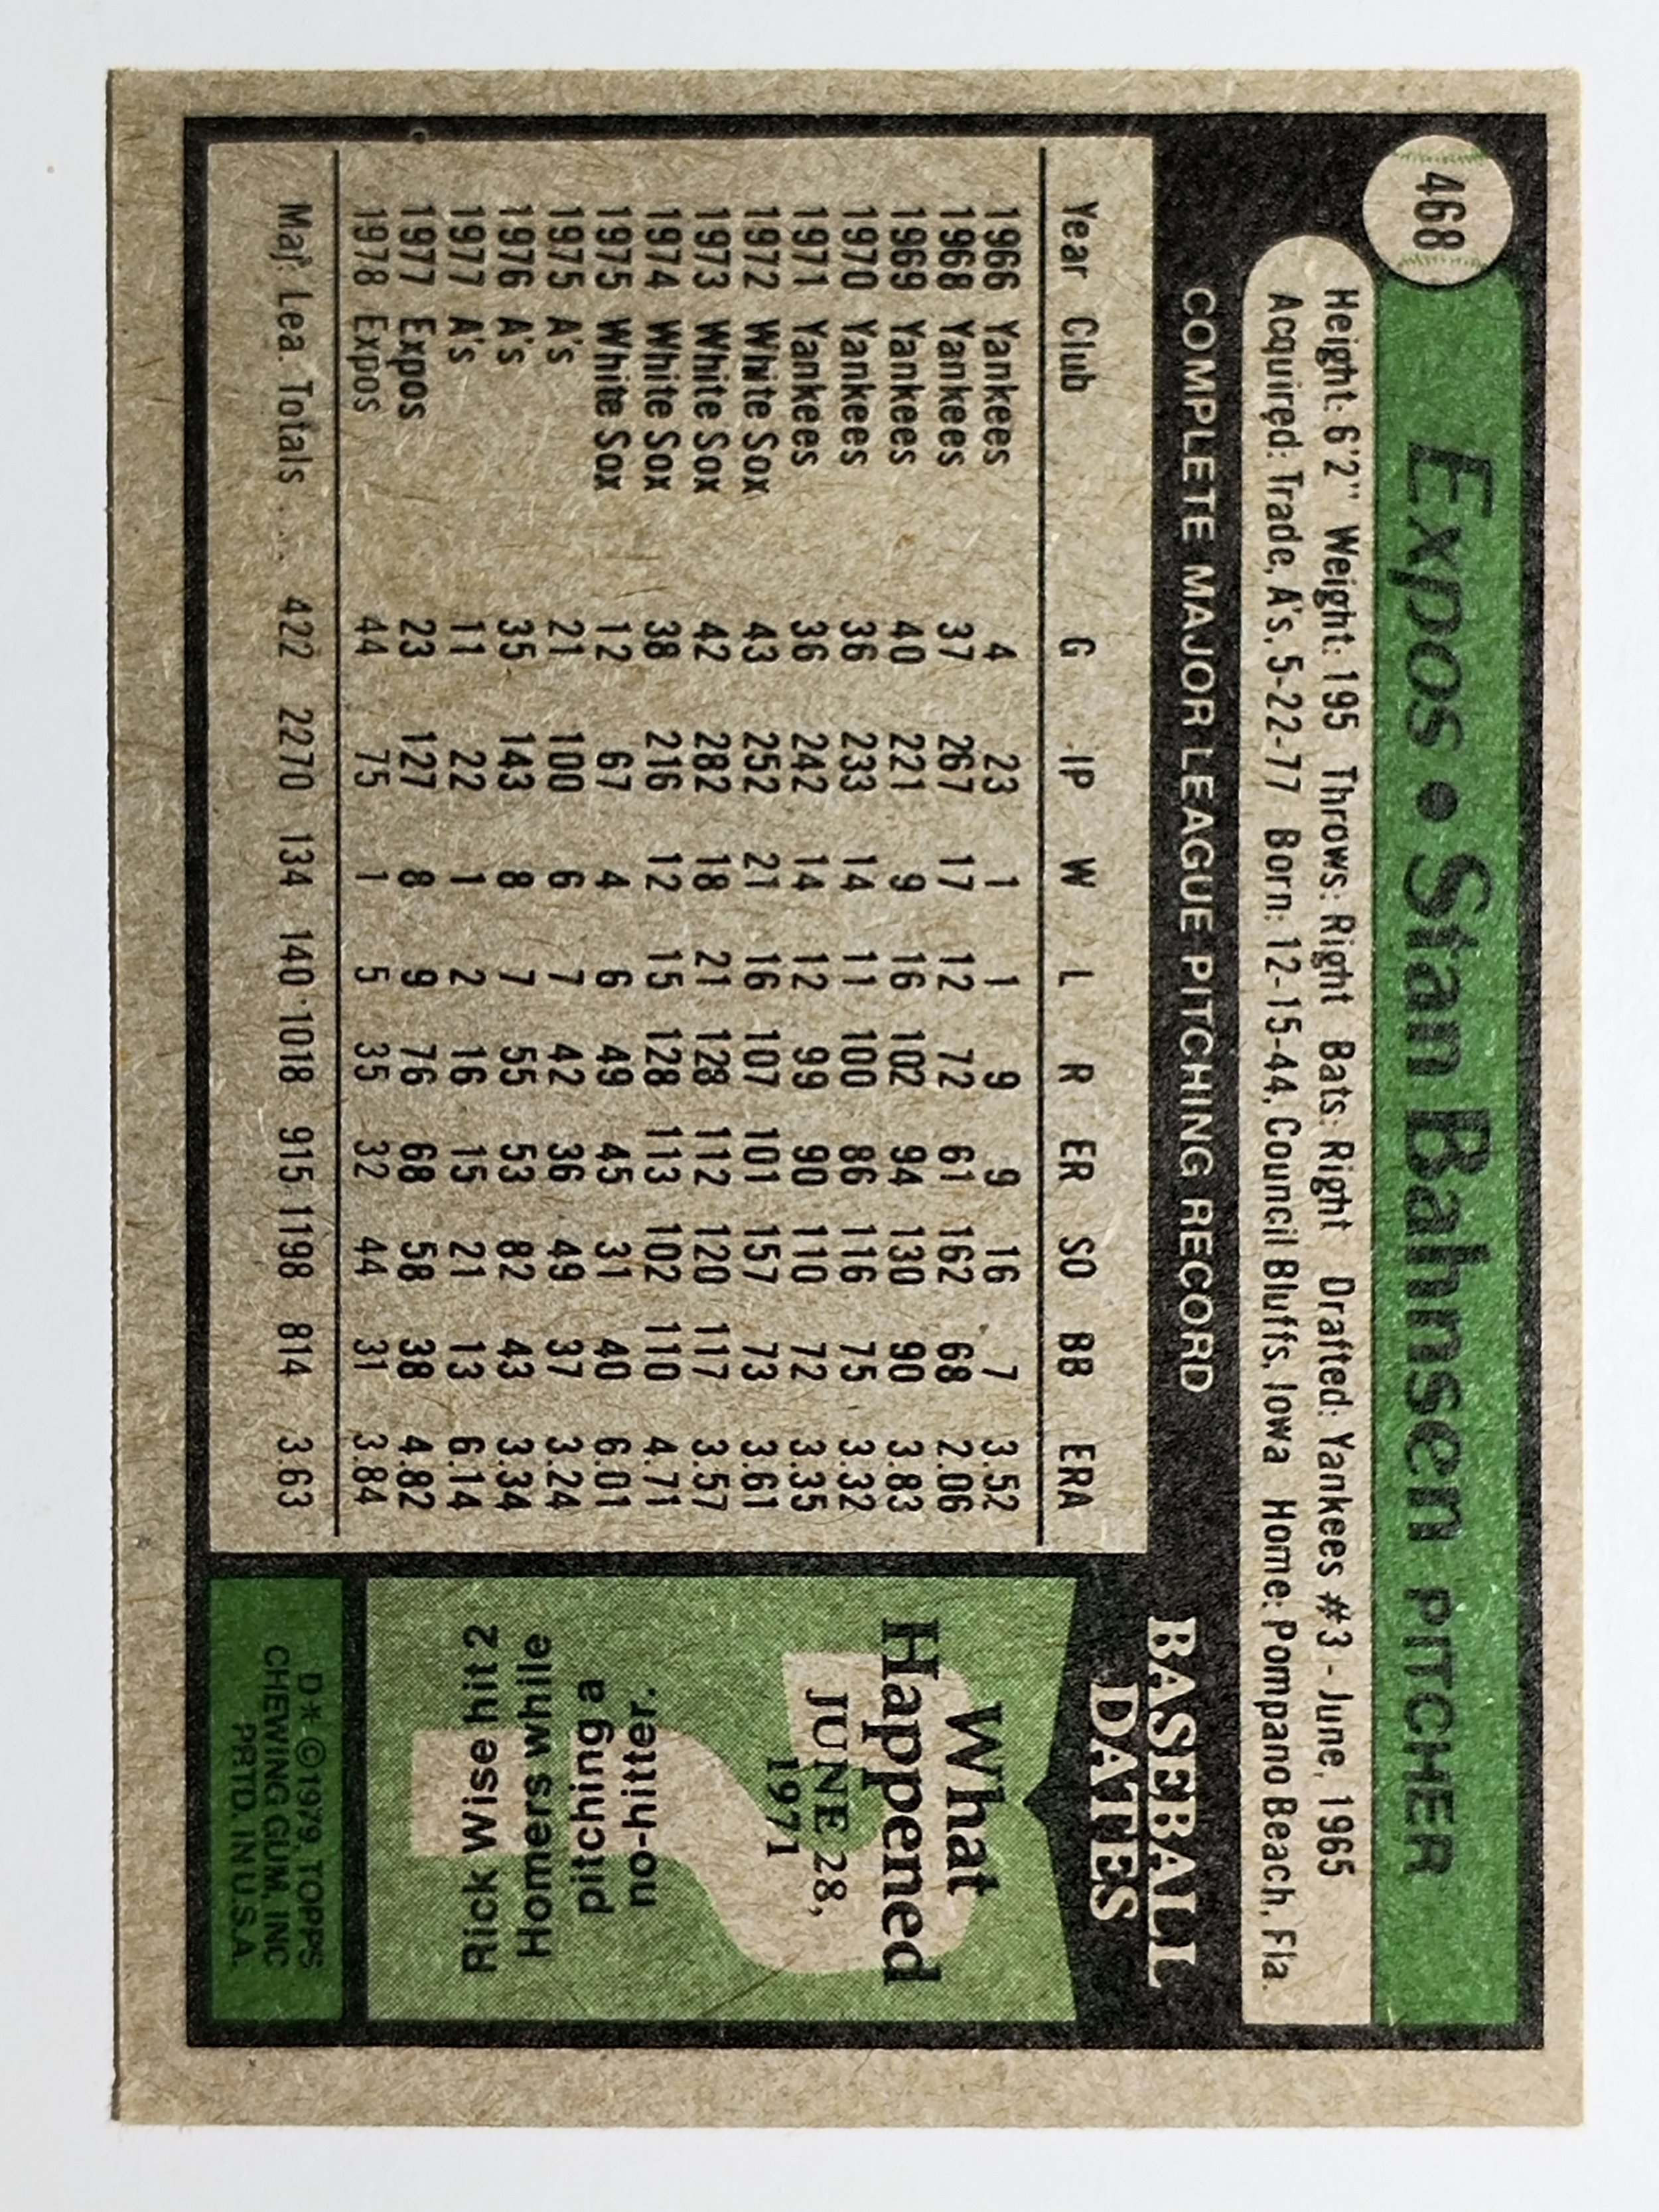 468
Expos • Stan Bahnsen PITCHER
Height: 6'2" Weight: 195 Throws: Right Bats: Right Drafted: Yankees #3 - June, 1965
Acquired: Trade, A's, 5-22-77 Born: 12-15-44, Council Bluffs, Iowa Home: Pompano Beach, Fla.
COMPLETE MAJOR LEAGUE PITCHING RECORD
Year Club G IP W L R ER SO BB ERA
1966 Yankees 4 23 1 1 9 9 16 7 3.52
1968 Yankees 37 267 17 12 72 61 162 68 2.06
1969 Yankees 40 221 9 16 102 94 130 90 3.83
1970 Yankees 36 233 14 11 100 86 116 75 3.32
1971 Yankees 36 242 14 12 99 90 110 72 3.35
1972 White Sox 43 252 21 16 107 101 157 73 3.61
1973 White Sox 42 282 18 21 128 112 120 117 3.57
1974 White Sox 38 216 12 15 128 113 102 110 4.71
1975 White Sox 12 67 4 6 49 45 31 40 6.01
1975 A's 21 100 6 7 42 36 49 37 3.24
1976 A's 35 143 8 7 55 53 82 43 3.34
1977 A's 11 22 1 2 16 15 21 13 6.14
1977 Expos 23 127 8 9 76 68 58 38 4.82
1978 Expos 44 75 1 5 35 32 44 31 3.84
Maj. Lea. Totals . . . 422 2270 134 140 1018 915 1198 814 3.63
BASEBALL
DATES
What
Happened
JUNE 28,
1971
Rick Wise hit 2
Homers while
pitching a
no-hitter.
D* ©1979, TOPPS
CHEWING GUM, INC
PRTD. IN U.S.A.